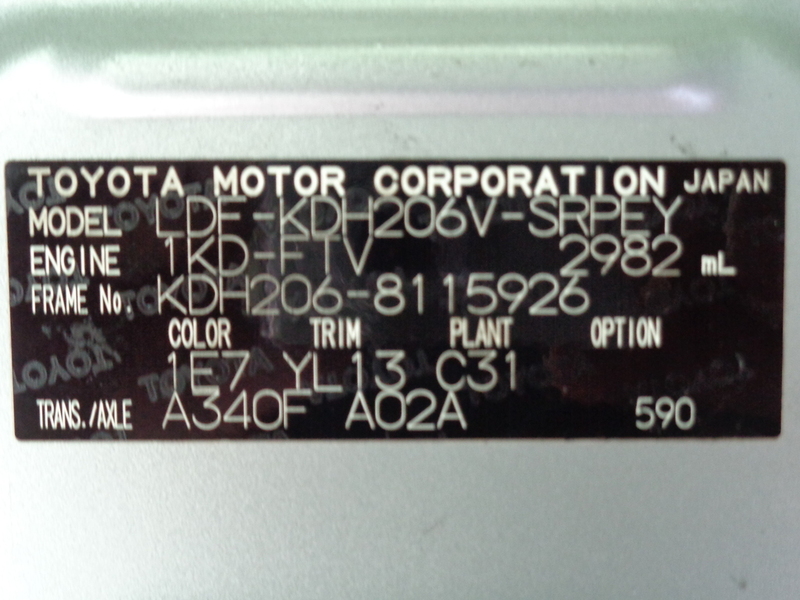 TOYOTA MOTOR CORPORATION JAPAN
MODEL LDF-KDH206V-SRPEY
ENGINE 1KD-FTV 2982 mL
FRAME No. KDH206-8115926
COLOR TRIM PLANT OPTION
1E7 YL13 C31
TRANS./AXLE A340F A02A 590